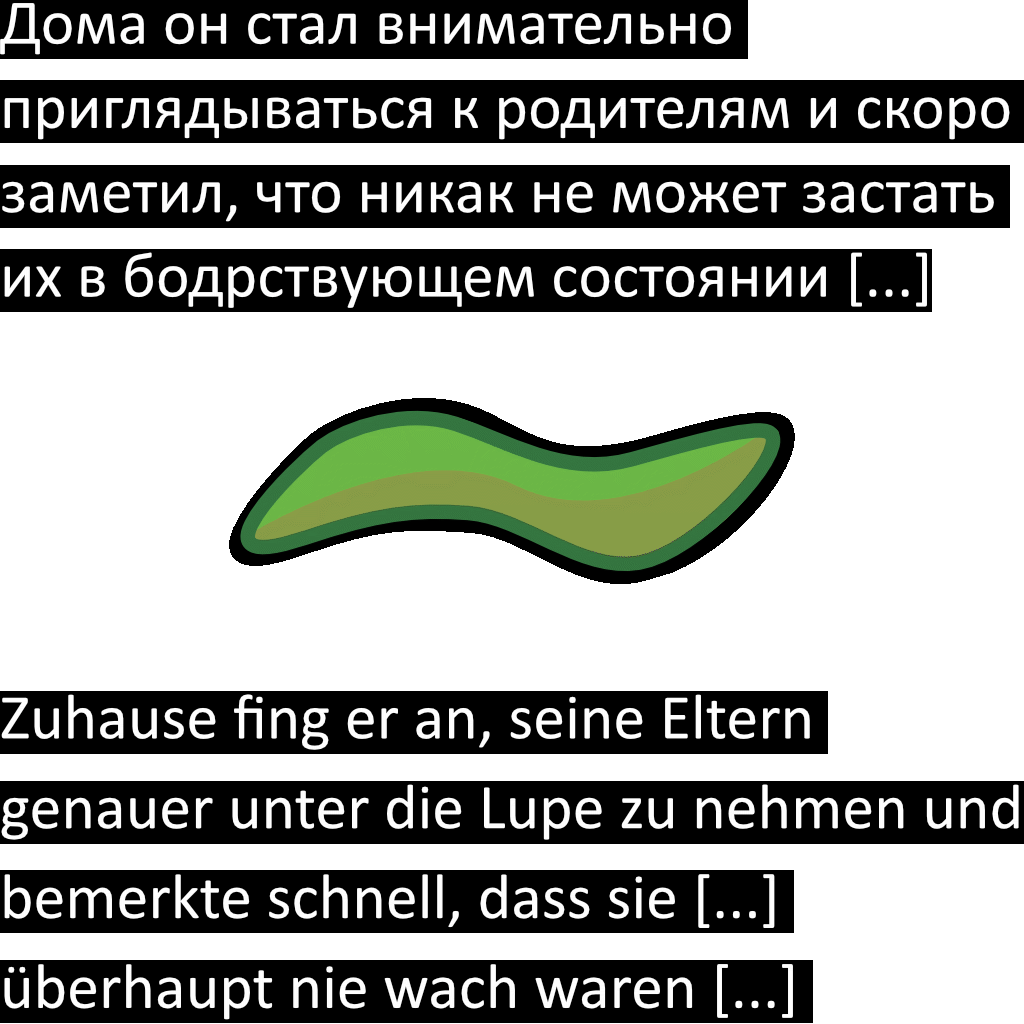 Дома он стал внимательно
приглядываться к родителям и скоро
заметил, что никак не может застать
их в бодрствующем состоянии [...]
Zuhause fing er an, seine Eltern
genauer unter die Lupe zu nehmen und
bemerkte schnell, dass sie [...]
überhaupt nie wach waren [...]